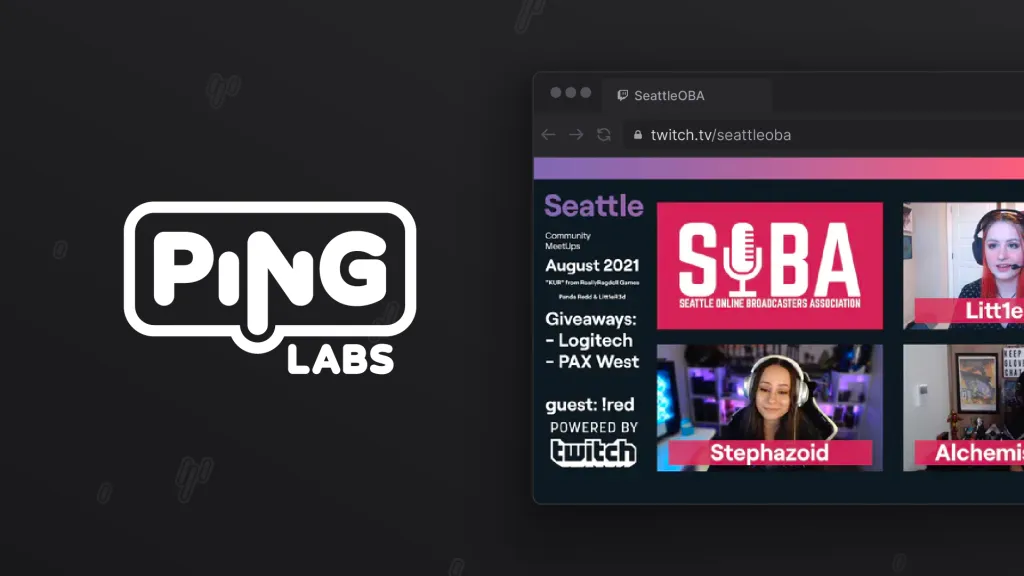 PING
LABS
SeattleOBA
twitch.tv/seattleoba
Seattle
Community
MeetUps
August 2021
"KUR" from ReallyRagdoll Games
Panda Redd & LittleR3d
Giveaways:
- Logitech
- PAX West
guest: !red
POWERED BY
twitch
SOBA
SEATTLE ONLINE BROADCASTERS ASSOCIATION
Litt1e
Stephazoid
Alchemis